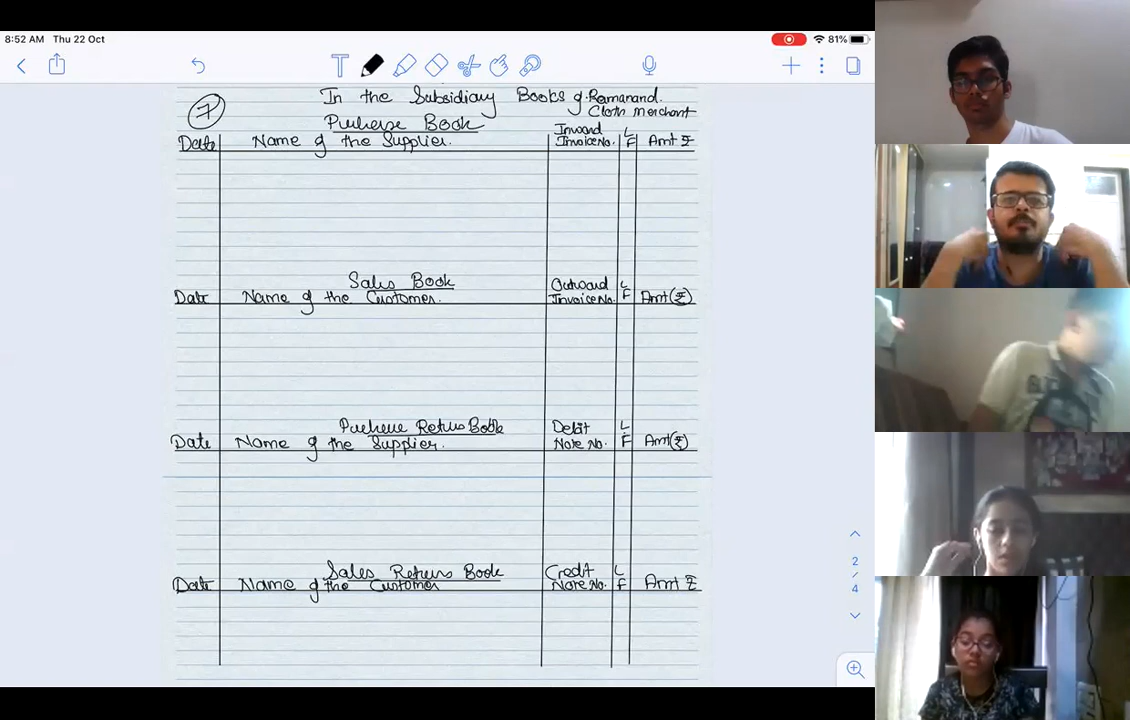 8:52 AM Thu 22 Oct
81%
T
7
In the Subsidiary Books of Ramanand
Cloth Merchant
Purchase Book
Date Name of the Supplier. Inward Invoice No. L F Amt ₹
Sales Book
Date Name of the Customer. Outward Invoice No. L F Amt (₹)
Purchase Return Book
Date Name of the Supplier. Debit Note No. L F Amt (₹)
Sales Return Book
Date Name of the Customer Credit Note No. L F Amt ₹
2
/
4